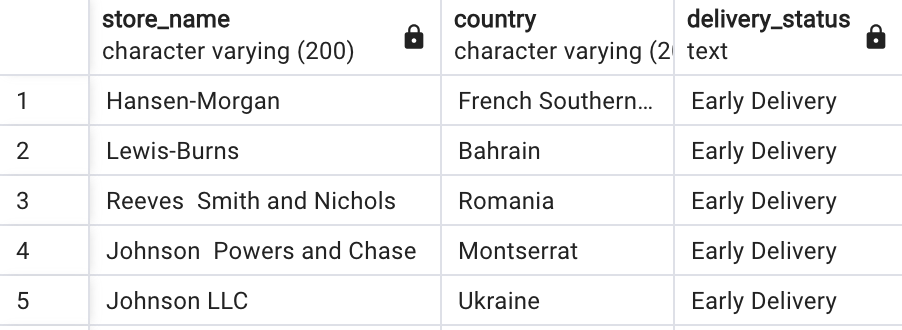 store_name country delivery_status
character varying (200) character varying (20 text
1 Hansen-Morgan French Southern... Early Delivery
2 Lewis-Burns Bahrain Early Delivery
3 Reeves  Smith and Nichols Romania Early Delivery
4 Johnson  Powers and Chase Montserrat Early Delivery
5 Johnson LLC Ukraine Early Delivery